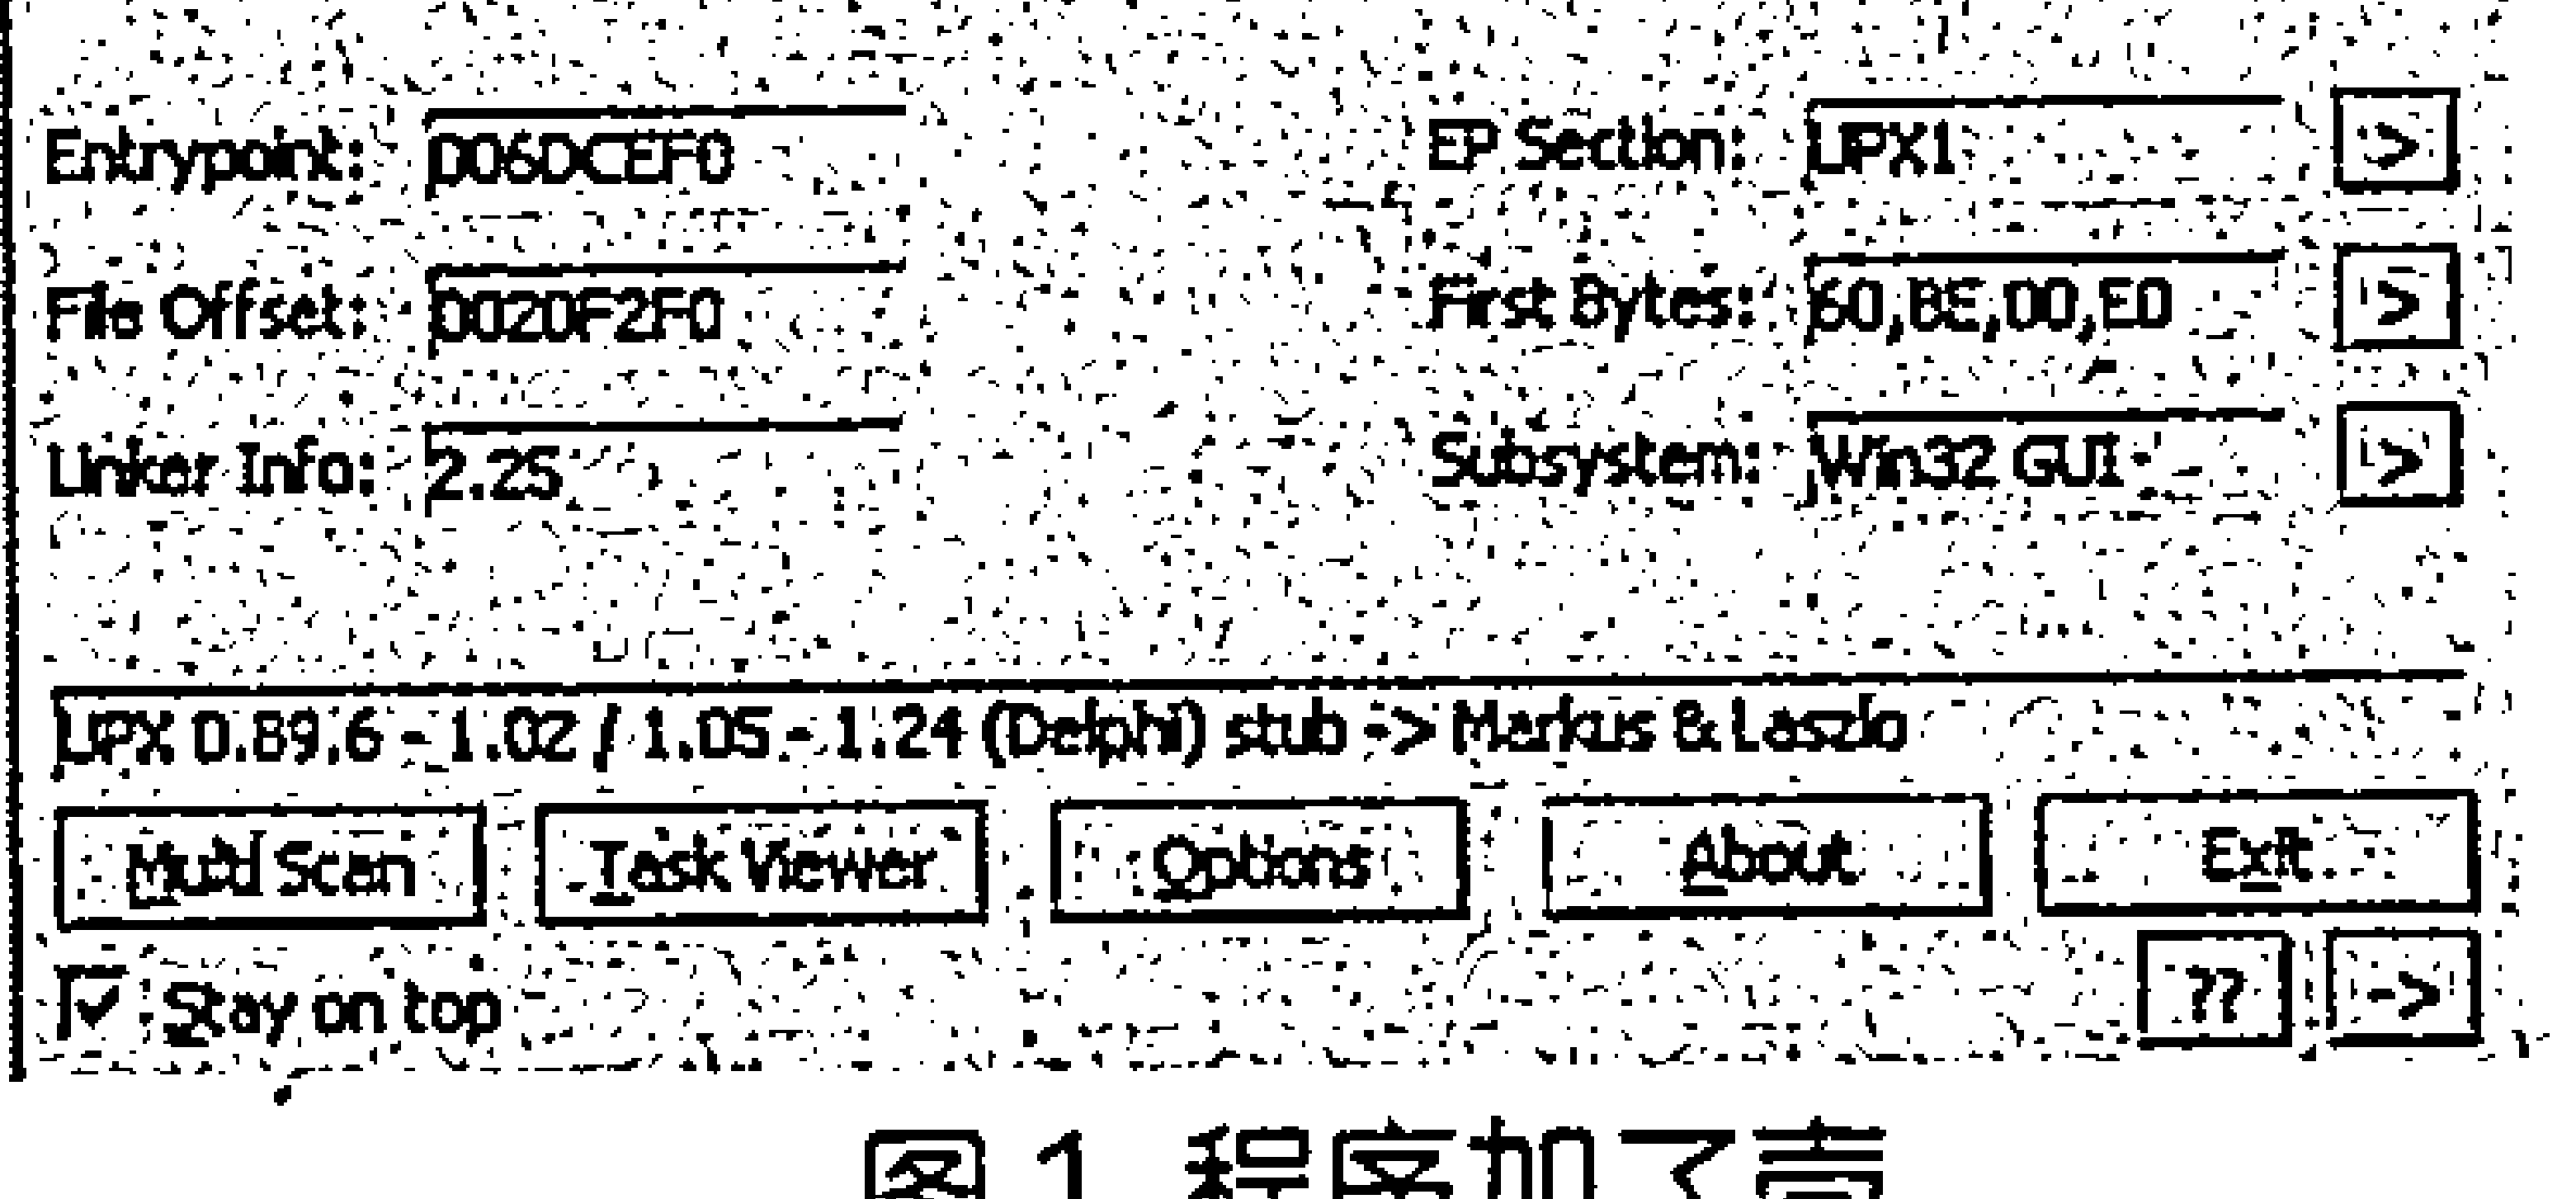 Entrypoint: 006DCEF0 EP Section: UPX1 >
File Offset: 0020F2F0 First Bytes: 60,BE,00,E0 >
Linker Info: 2.25 Subsystem: Win32 GUI >
UPX 0.89.6 - 1.02 / 1.05 - 1.24 (Delphi) stub -> Markus & Laszlo
Multi Scan Task Viewer Options About Exit
Stay on top ?? ->
图 1 程序加了壳